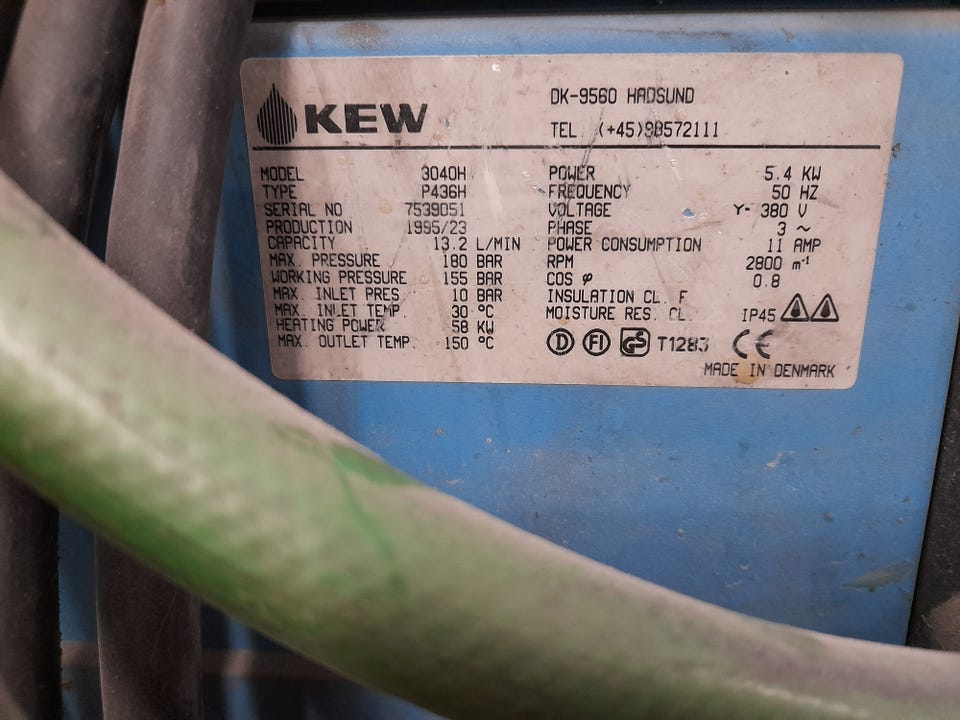 KEW
DK-9560 HADSUND
TEL. (+45)98572111
MODEL 3040H
TYPE P436H
SERIAL NO 7539051
PRODUCTION 1995/23
CAPACITY 13.2 L/MIN
MAX. PRESSURE 180 BAR
WORKING PRESSURE 155 BAR
MAX. INLET PRES. 10 BAR
MAX. INLET TEMP. 30 °C
HEATING POWER 58 KW
MAX. OUTLET TEMP. 150 °C
POWER 5.4 KW
FREQUENCY 50 HZ
VOLTAGE Y- 380 V
PHASE 3 ~
POWER CONSUMPTION 11 AMP
RPM 2800 m⁻¹
COS φ 0.8
INSULATION CL. F
MOISTURE RES. CL. IP45
D FI GS T1283 CE
MADE IN DENMARK